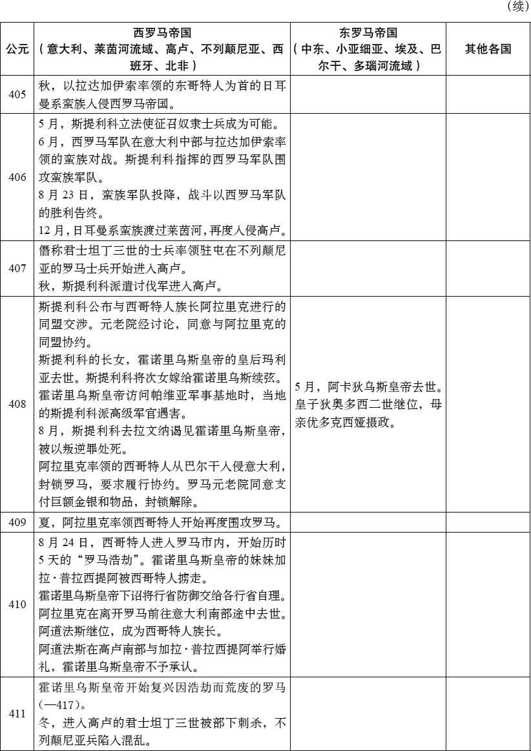 （续）
公元
西罗马帝国
（意大利、莱茵河流域、高卢、不列颠尼亚、西
班牙、北非）
东罗马帝国
（中东、小亚细亚、埃及、巴
尔干、多瑙河流域）
其他各国
405
秋，以拉达加伊索率领的东哥特人为首的日耳
曼系蛮族入侵西罗马帝国。
406
5月，斯提利科立法使征召奴隶士兵成为可能。
6月，西罗马军队在意大利中部与拉达加伊索率
领的蛮族对战。斯提利科指挥的西罗马军队围
攻蛮族军队。
8月23日，蛮族军队投降，战斗以西罗马军队
的胜利告终。
12月，日耳曼系蛮族渡过莱茵河，再度入侵高卢。
407
僭称君士坦丁三世的士兵率领驻屯在不列颠尼
亚的罗马士兵开始进入高卢。
秋，斯提利科派遣讨伐军进入高卢。
408
斯提利科公布与西哥特人族长阿拉里克进行的
同盟交涉。元老院经讨论，同意与阿拉里克的
同盟协约。
斯提利科的长女，霍诺里乌斯皇帝的皇后玛利
亚去世。斯提利科将次女嫁给霍诺里乌斯续弦。
霍诺里乌斯皇帝访问帕维亚军事基地时，当地
的斯提利科派高级军官遇害。
8月，斯提利科去拉文纳谒见霍诺里乌斯皇帝，
被以叛逆罪处死。
阿拉里克率领的西哥特人从巴尔干入侵意大利，
封锁罗马，要求履行协约。罗马元老院同意支
付巨额金银和物品，封锁解除。
5月，阿卡狄乌斯皇帝去世。
皇子狄奥多西二世继位，母
亲优多克西娅摄政。
409
夏，阿拉里克率领西哥特人开始再度围攻罗马。
410
8月24日，西哥特人进入罗马市内，开始历时
5天的“罗马浩劫”。霍诺里乌斯皇帝的妹妹加
拉·普拉西提阿被西哥特人掳走。
霍诺里乌斯皇帝下诏将行省防御交给各行省自理。
阿拉里克在离开罗马前往意大利南部途中去世。
阿道法斯继位，成为西哥特人族长。
阿道法斯在高卢南部与加拉·普拉西提阿举行婚
礼，霍诺里乌斯皇帝不予承认。
411
霍诺里乌斯皇帝开始复兴因浩劫而荒废的罗马
（—417）。
冬，进入高卢的君士坦丁三世被部下刺杀，不
列颠尼亚兵陷入混乱。